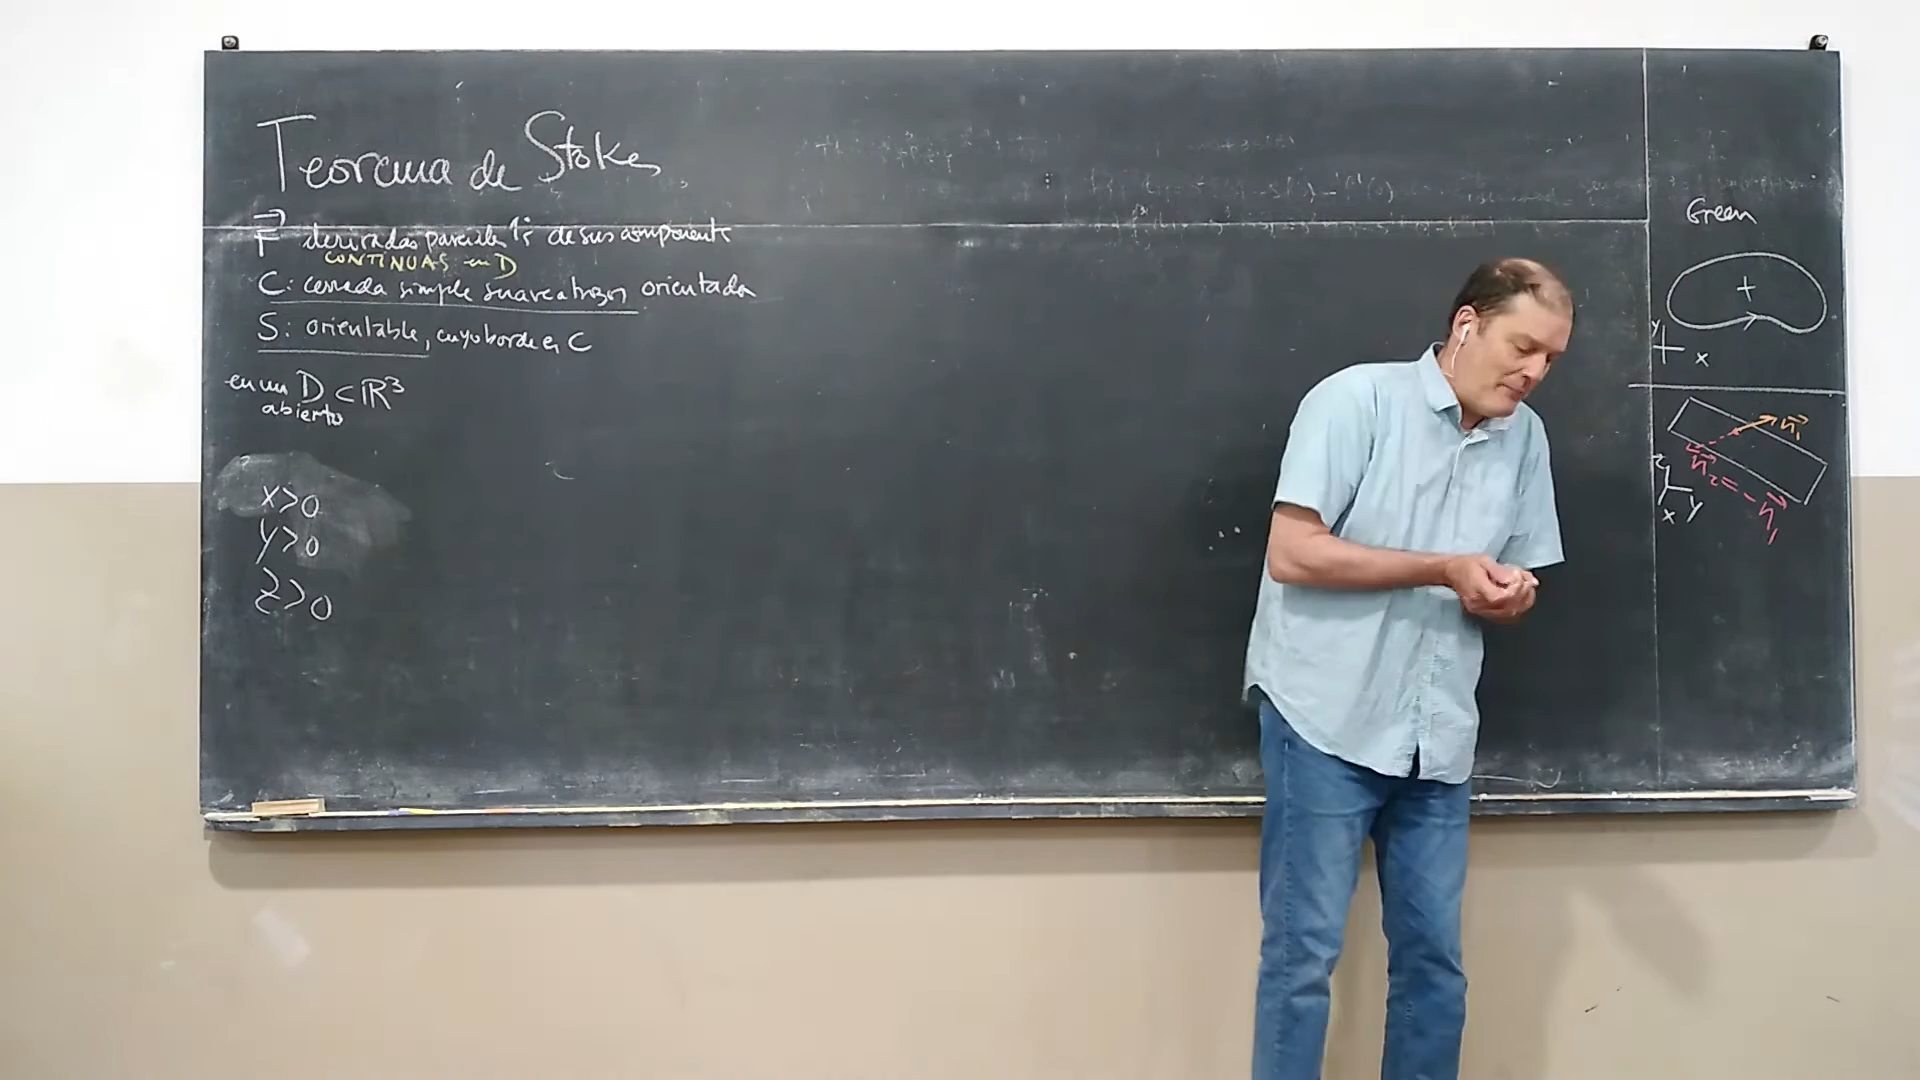 Teorema de Stokes
F derivadas parciales 1ªs de sus componentes
CONTINUAS en D
C: cerrada simple suave a trozos orientada
S: orientable, cuyo borde es C
en un D ⊂ ℝ³
abierto
x>0
y>0
z>0
Green
+
y
x
n₁
n₂ = - n₁
z
x y